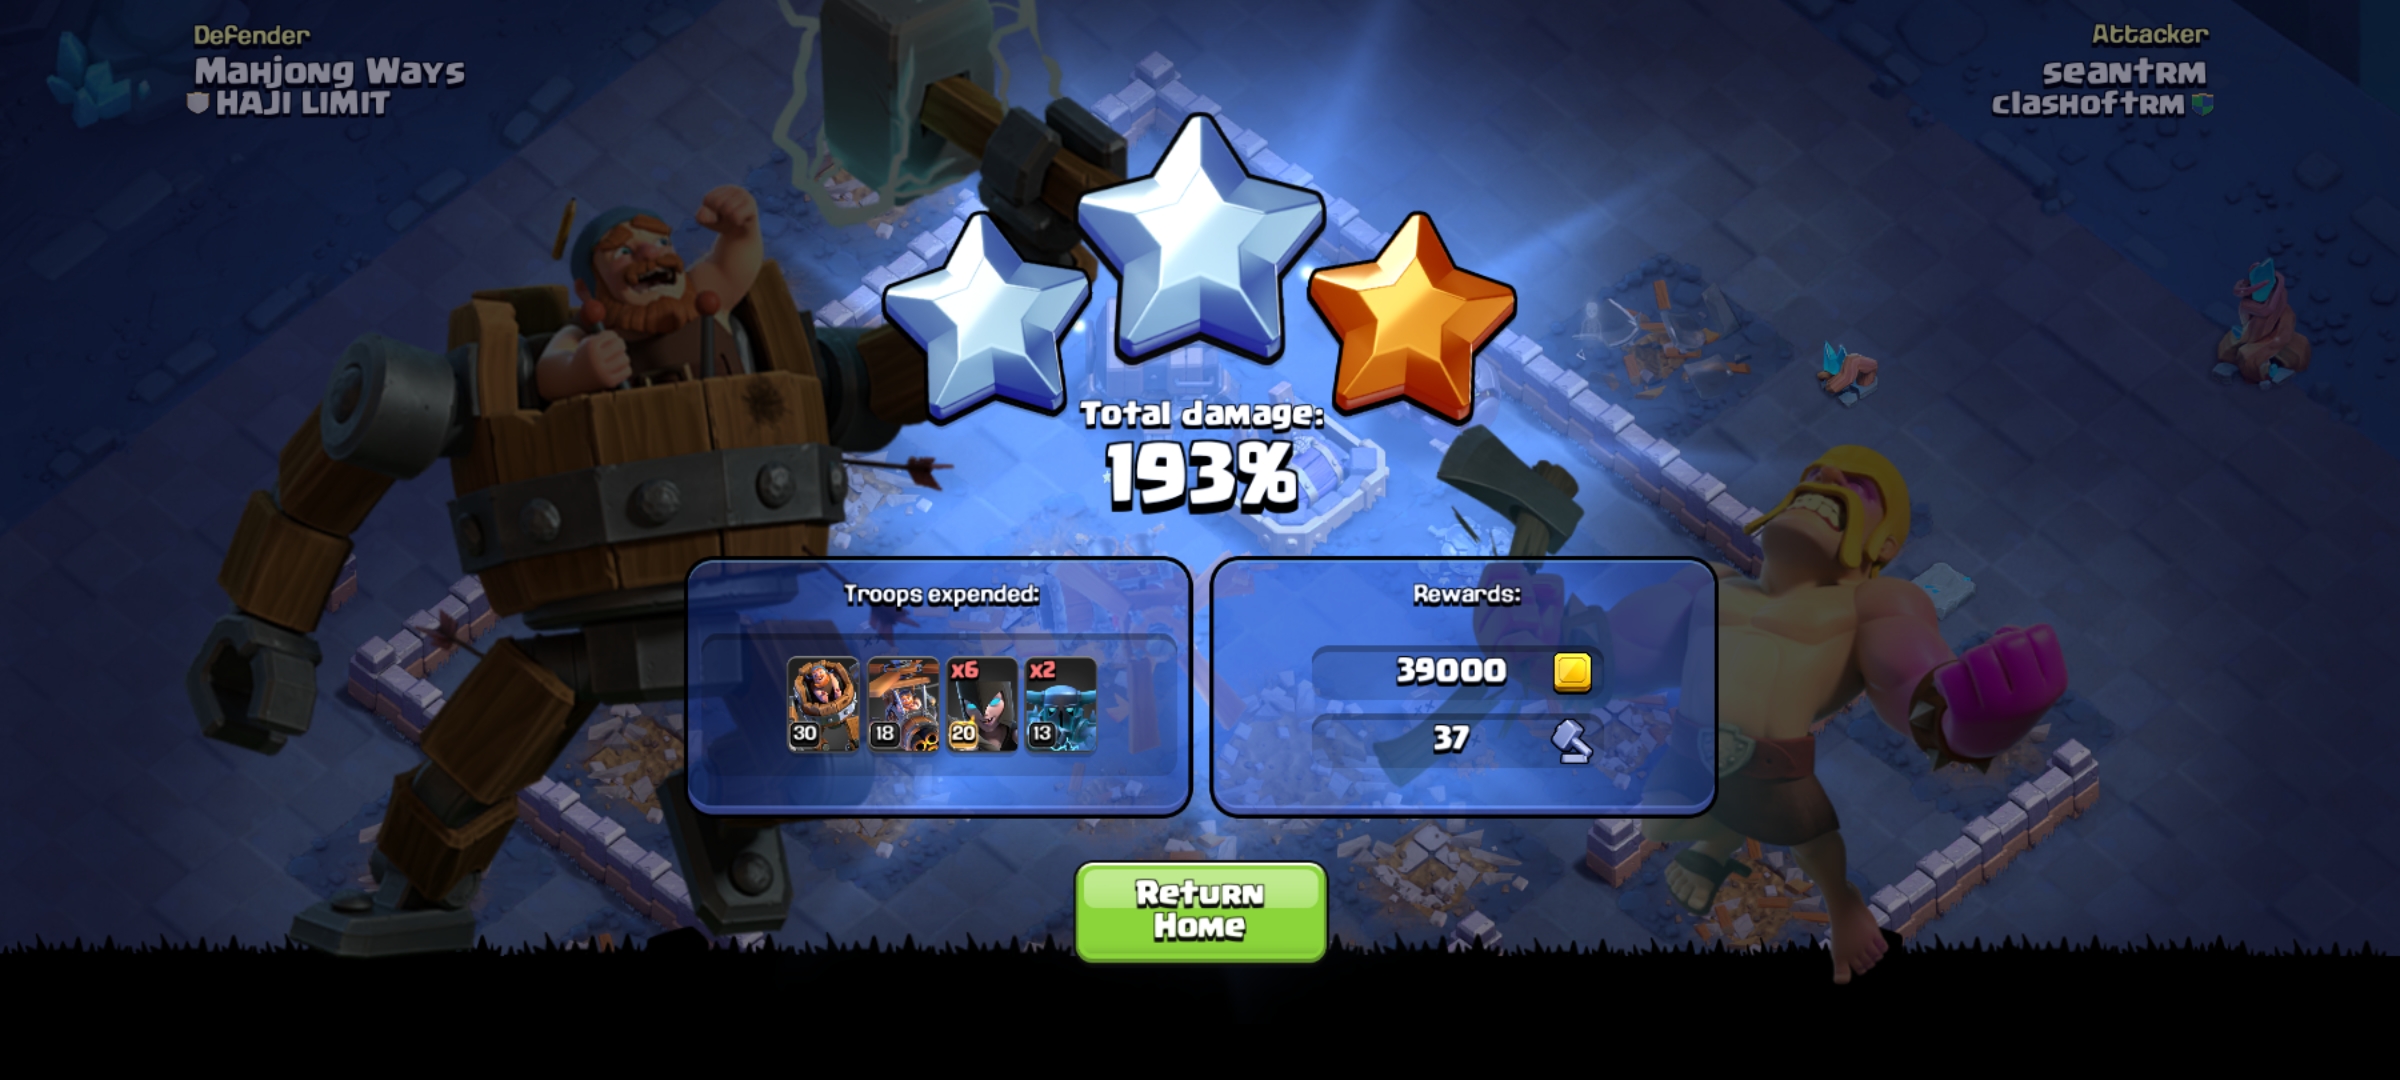 Defender
Mahjong Ways
HAJI LIMIT
Attacker
seantRM
clashoftRM
Total damage:
193%
Troops expended:
x6
x2
30
18
20
13
Rewards:
39000
37
Return
Home